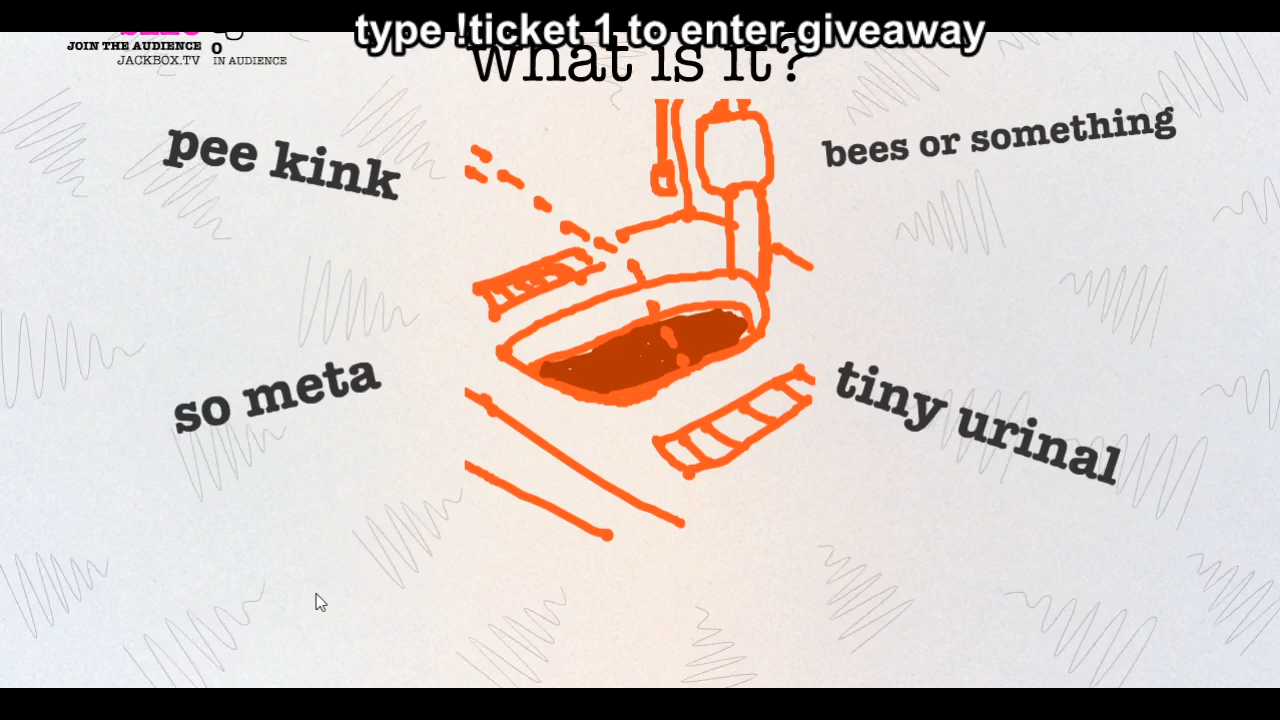 type !ticket 1 to enter giveaway
JOIN THE AUDIENCE
JACKBOX.TV
0
IN AUDIENCE
what is it?
pee kink
bees or something
so meta
tiny urinal